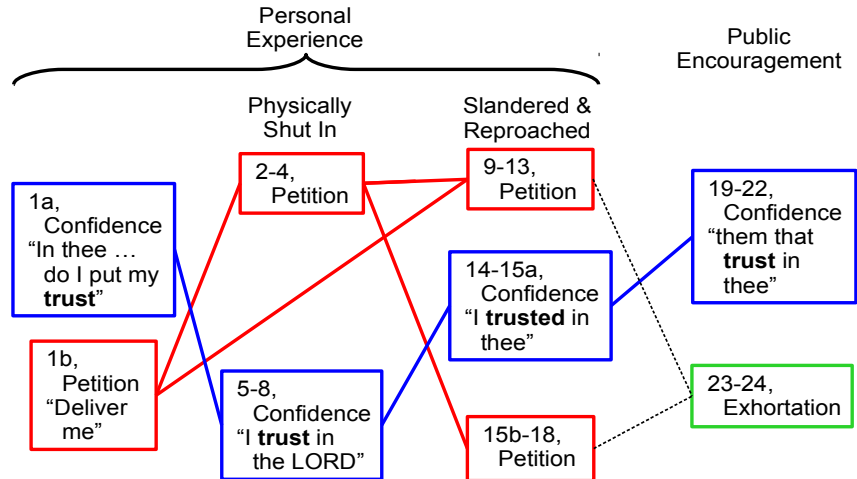 Personal
Experience
Public
Encouragement
Physically
Shut In
Slandered &
Reproached
1a,
Confidence
“In thee …
do I put my
trust”
1b,
Petition
“Deliver
me”
2-4,
Petition
5-8,
Confidence
“I trust in
the LORD”
9-13,
Petition
14-15a,
Confidence
“I trusted in
thee”
15b-18,
Petition
19-22,
Confidence
“them that
trust in
thee”
23-24,
Exhortation